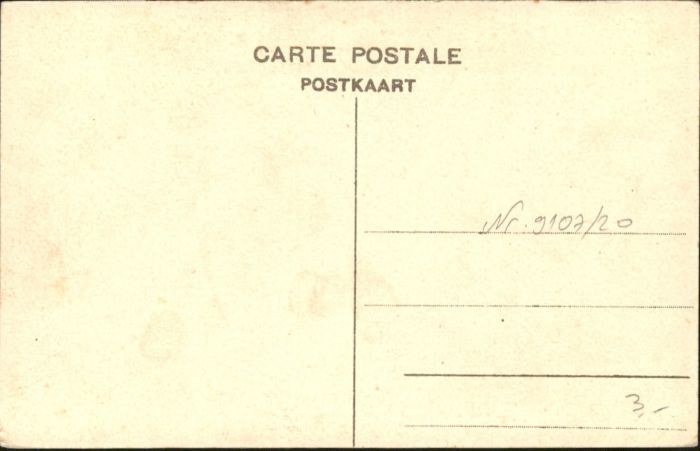 CARTE POSTALE
POSTKAART
Nr. 9107/20
3,-